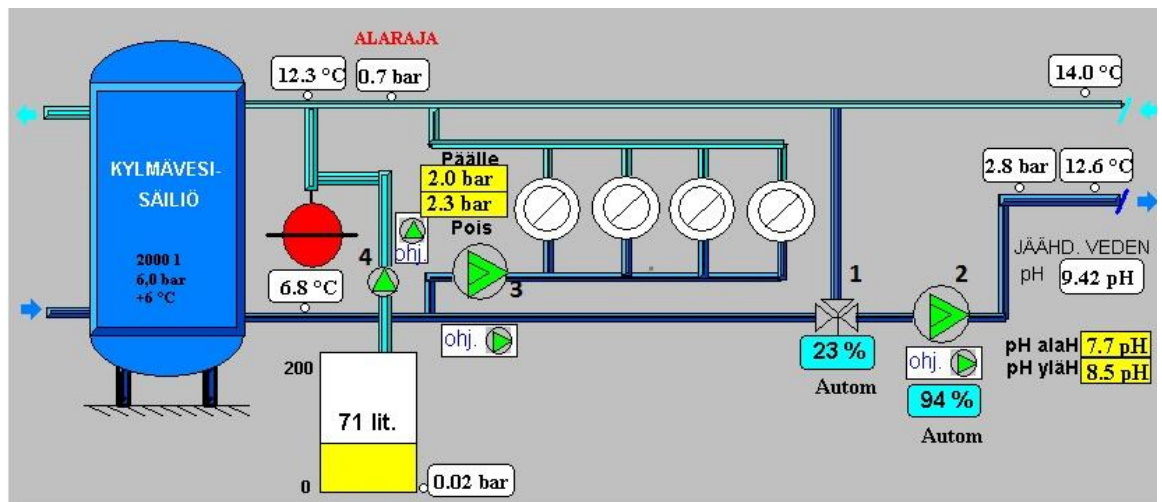 ALARAJA
12.3 °C
0.7 bar
14.0 °C
KYLMÄVESI-
SÄILIÖ
2000 l
6,0 bar
+6 °C
Päälle
2.0 bar
2.3 bar
Pois
ohj.
4
3
6.8 °C
ohj.
2.8 bar
12.6 °C
JÄÄHD. VEDEN
pH
9.42 pH
1
2
23 %
Autom
ohj.
94 %
Autom
pH alaH
7.7 pH
pH yläH
8.5 pH
200
71 lit.
0
0.02 bar